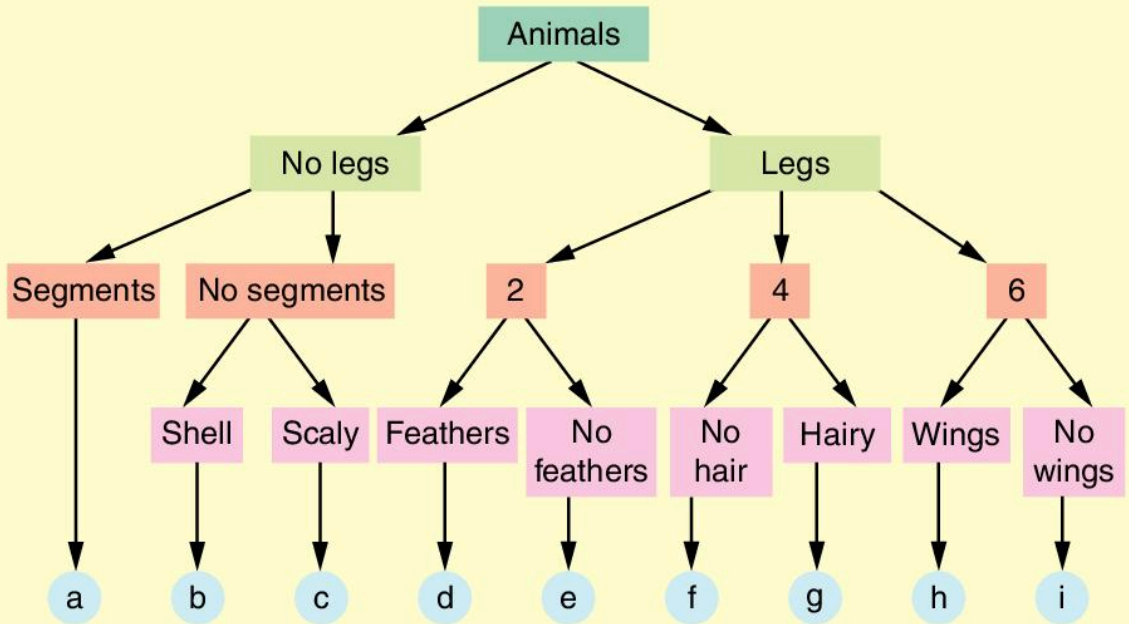 Animals
No legs
Legs
Segments
No segments
2
4
6
Shell
Scaly
Feathers
No
feathers
No
hair
Hairy
Wings
No
wings
a
b
c
d
e
f
g
h
i